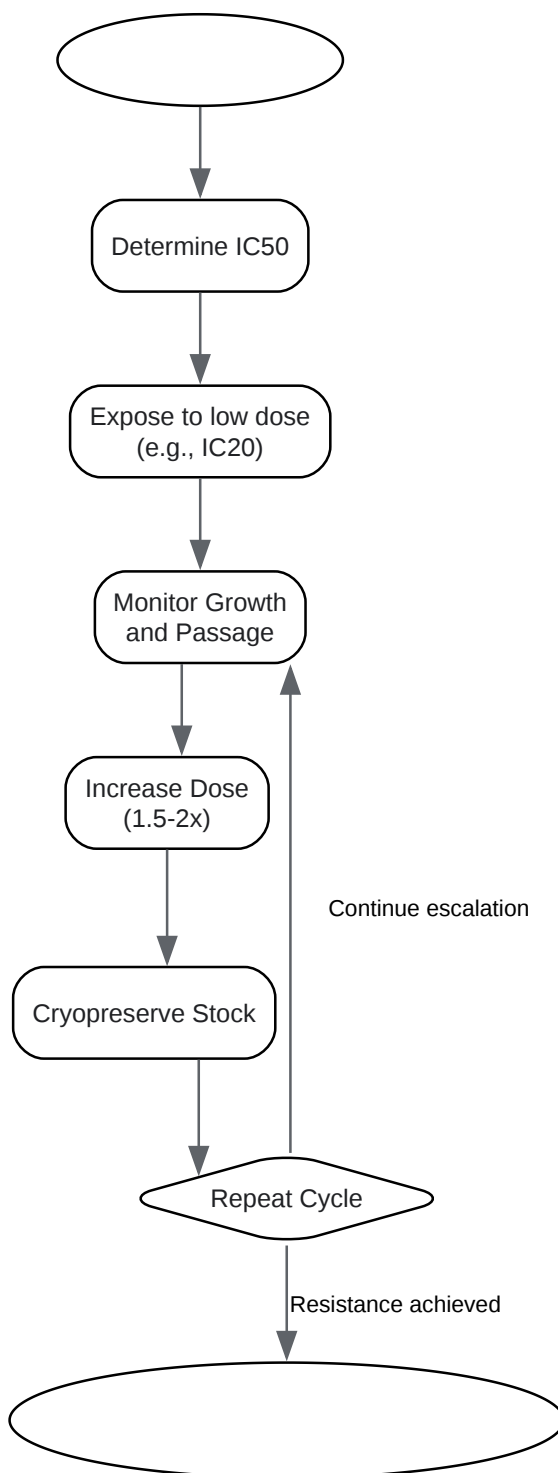 Determine IC50
Expose to low dose
(e.g., IC20)
Monitor Growth
and Passage
Increase Dose
(1.5-2x)
Continue escalation
Cryopreserve Stock
Repeat Cycle
Resistance achieved